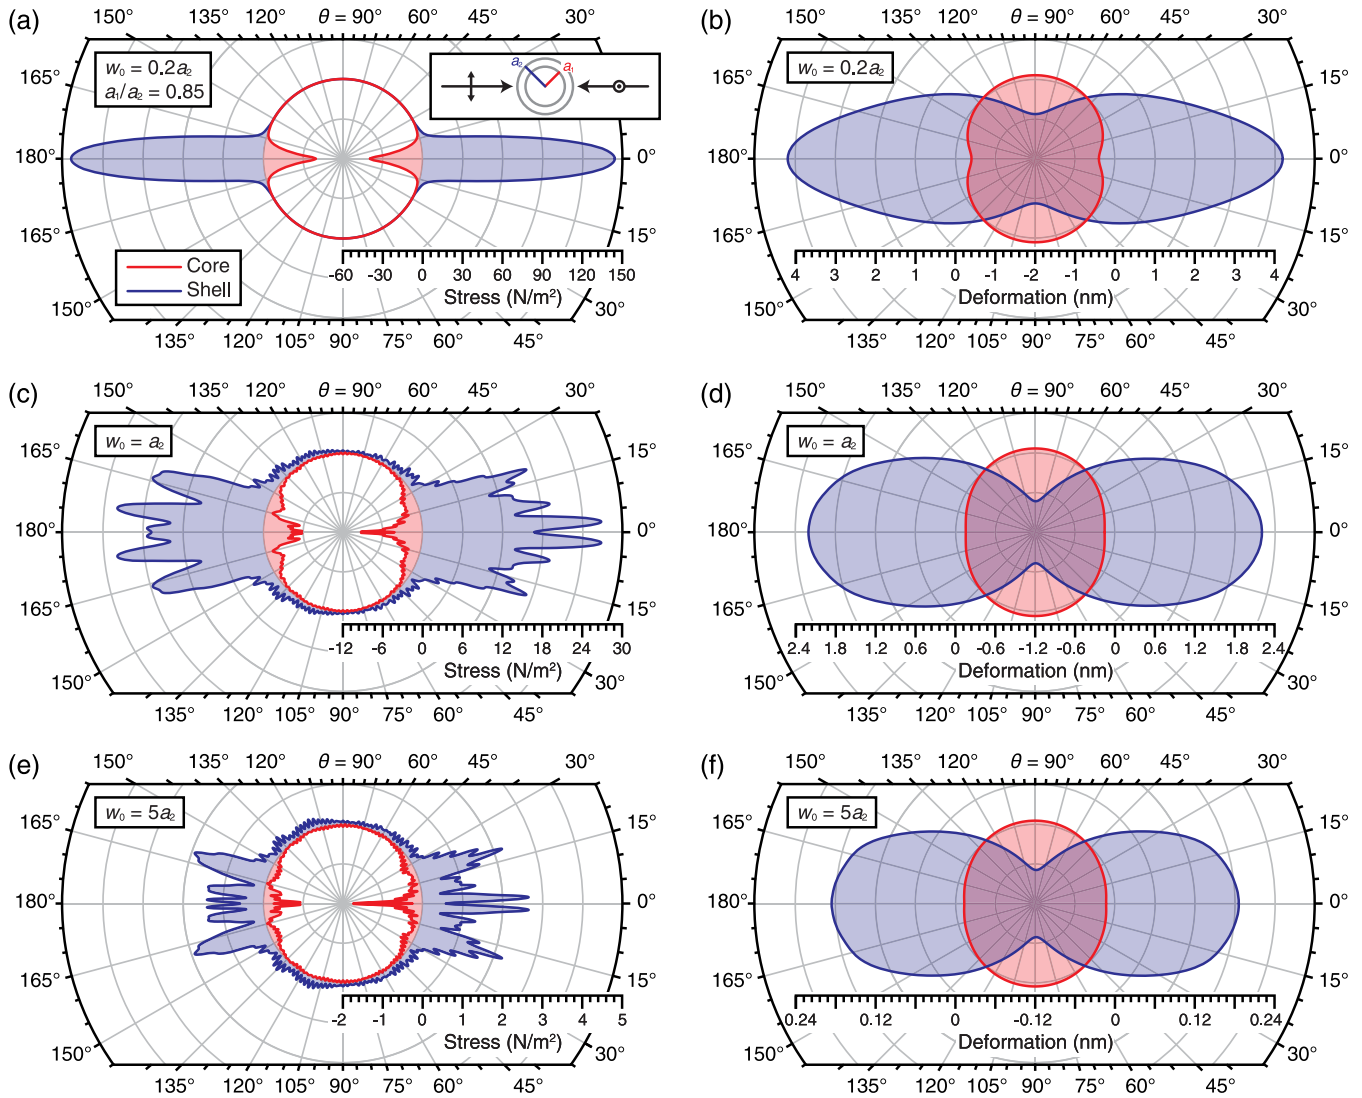 (a)
150° 135° 120° θ = 90° 60° 45° 30°
w₀ = 0.2a₂
a₁/a₂ = 0.85
a₂ a₁
165° 15°
180° 0°
165° 15°
Core
Shell
-60 -30 0 30 60 90 120 150
Stress (N/m²)
150° 30°
135° 120° 105° 90° 75° 60° 45°
(b)
150° 135° 120° θ = 90° 60° 45° 30°
w₀ = 0.2a₂
165° 15°
180° 0°
165° 15°
4 3 2 1 0 -1 -2 -1 0 1 2 3 4
Deformation (nm)
150° 30°
135° 120° 105° 90° 75° 60° 45°
(c)
150° 135° 120° θ = 90° 60° 45° 30°
w₀ = a₂
165° 15°
180° 0°
165° 15°
-12 -6 0 6 12 18 24 30
Stress (N/m²)
150° 30°
135° 120° 105° 90° 75° 60° 45°
(d)
150° 135° 120° θ = 90° 60° 45° 30°
w₀ = a₂
165° 15°
180° 0°
165° 15°
2.4 1.8 1.2 0.6 0 -0.6 -1.2 -0.6 0 0.6 1.2 1.8 2.4
Deformation (nm)
150° 30°
135° 120° 105° 90° 75° 60° 45°
(e)
150° 135° 120° θ = 90° 60° 45° 30°
w₀ = 5a₂
165° 15°
180° 0°
165° 15°
-2 -1 0 1 2 3 4 5
Stress (N/m²)
150° 30°
135° 120° 105° 90° 75° 60° 45°
(f)
150° 135° 120° θ = 90° 60° 45° 30°
w₀ = 5a₂
165° 15°
180° 0°
165° 15°
0.24 0.12 0 -0.12 0 0.12 0.24
Deformation (nm)
150° 30°
135° 120° 105° 90° 75° 60° 45°